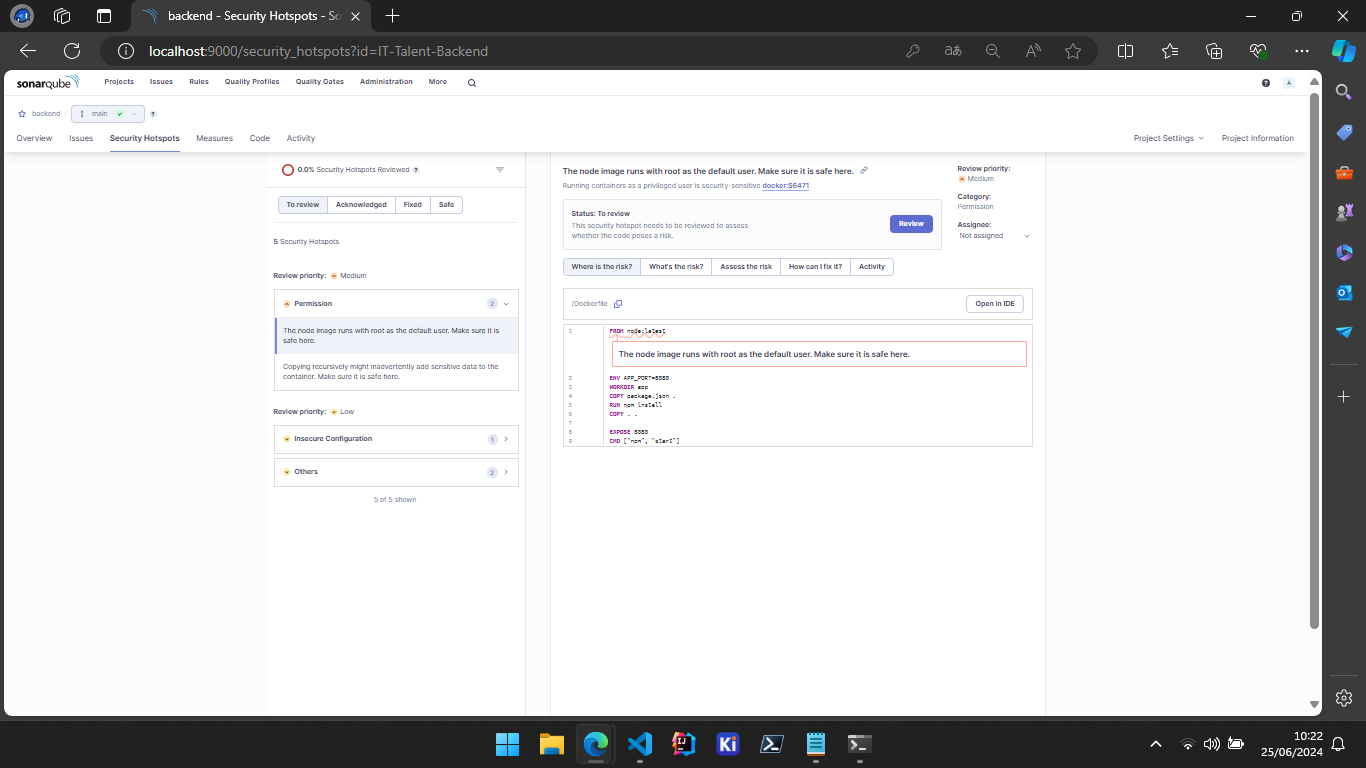 backend - Security Hotspots - So
localhost:9000/security_hotspots?id=IT-Talent-Backend
sonarqube Projects Issues Rules Quality Profiles Quality Gates Administration More A
backend / main
Overview Issues Security Hotspots Measures Code Activity Project Settings Project Information
0.0% Security Hotspots Reviewed ?
To review Acknowledged Fixed Safe
5 Security Hotspots
Review priority: Medium
Permission 2
The node image runs with root as the default user. Make sure it is
safe here.
Copying recursively might inadvertently add sensitive data to the
container. Make sure it is safe here.
Review priority: Low
Insecure Configuration 1
Others 2
5 of 5 shown
The node image runs with root as the default user. Make sure it is safe here.
Running containers as a privileged user is security-sensitive docker:S6471
Status: To review
This security hotspot needs to be reviewed to assess
whether the code poses a risk.
Review
Review priority:
Medium
Category:
Permission
Assignee:
Not assigned
Where is the risk? What's the risk? Assess the risk How can I fix it? Activity
/Dockerfile Open in IDE
1 FROM node:latest
The node image runs with root as the default user. Make sure it is safe here.
2 ENV APP_PORT=8080
3 WORKDIR app
4 COPY package.json .
5 RUN npm install
6 COPY . .
7
8 EXPOSE 8080
9 CMD ["npm", "start"]
10:22
25/06/2024